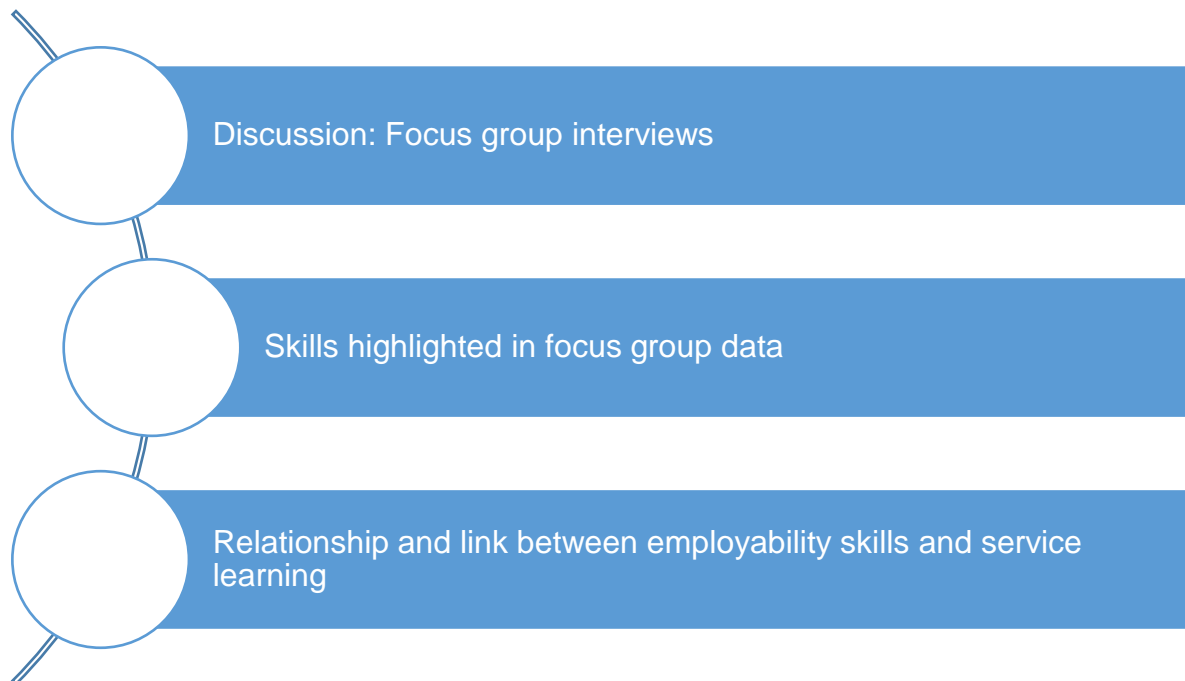 Discussion: Focus group interviews
Skills highlighted in focus group data
Relationship and link between employability skills and service
learning